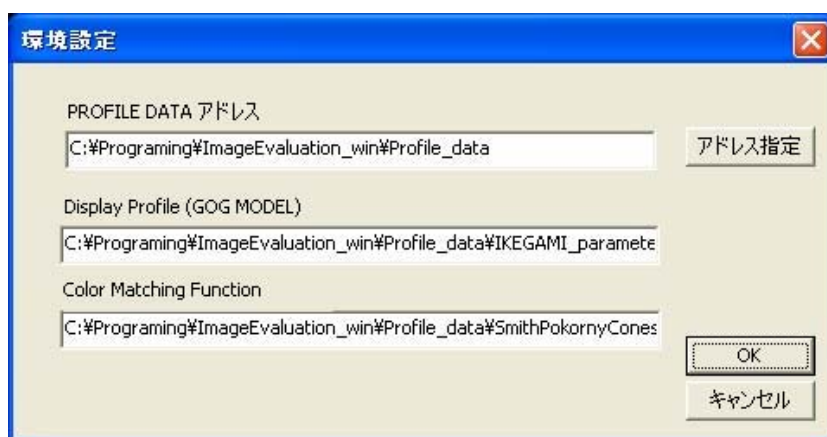 環境設定
PROFILE DATA アドレス
C:¥Programing¥ImageEvaluation_win¥Profile_data
アドレス指定
Display Profile (GOG MODEL)
C:¥Programing¥ImageEvaluation_win¥Profile_data¥IKEGAMI_paramete
Color Matching Function
C:¥Programing¥ImageEvaluation_win¥Profile_data¥SmithPokornyCones
OK
キャンセル